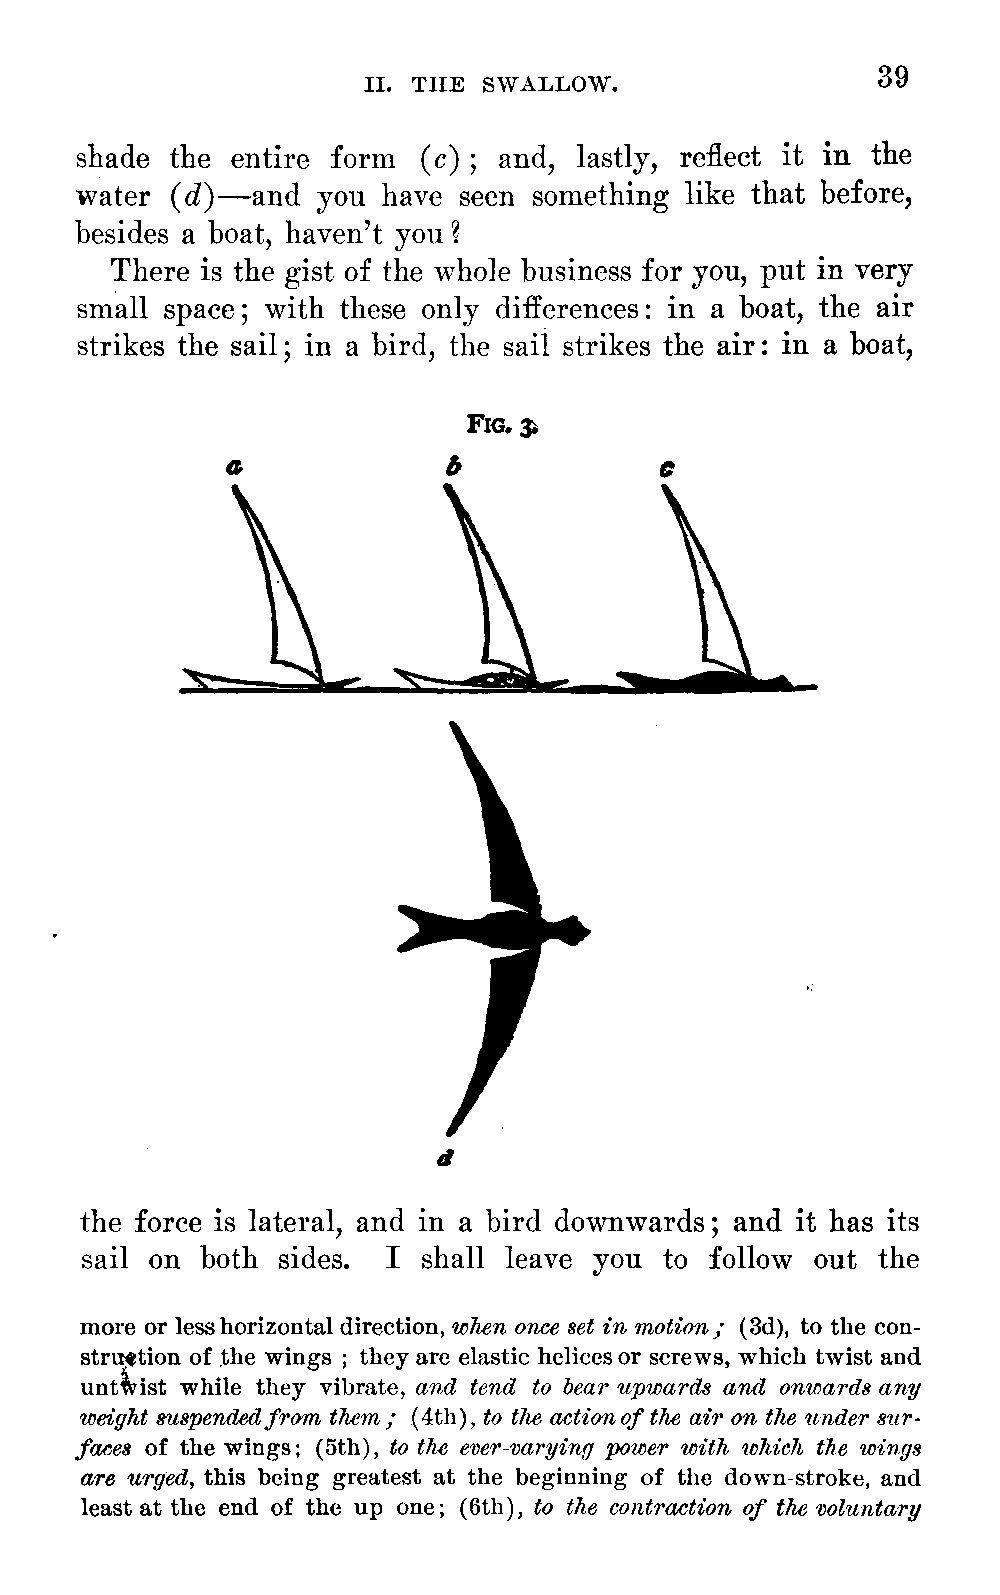 II. THE SWALLOW. 39
shade the entire form (c) ; and, lastly, reflect it in the
water (d)—and you have seen something like that before,
besides a boat, haven't you ?
There is the gist of the whole business for you, put in very
small space ; with these only differences : in a boat, the air
strikes the sail ; in a bird, the sail strikes the air : in a boat,
FIG. 3.
a b c
d
the force is lateral, and in a bird downwards ; and it has its
sail on both sides. I shall leave you to follow out the
more or less horizontal direction, when once set in motion ; (3d), to the con-
struction of the wings ; they are elastic helices or screws, which twist and
untwist while they vibrate, and tend to bear upwards and onwards any
weight suspended from them ; (4th), to the action of the air on the under sur-
faces of the wings ; (5th), to the ever-varying power with which the wings
are urged, this being greatest at the beginning of the down-stroke, and
least at the end of the up one ; (6th), to the contraction of the voluntary